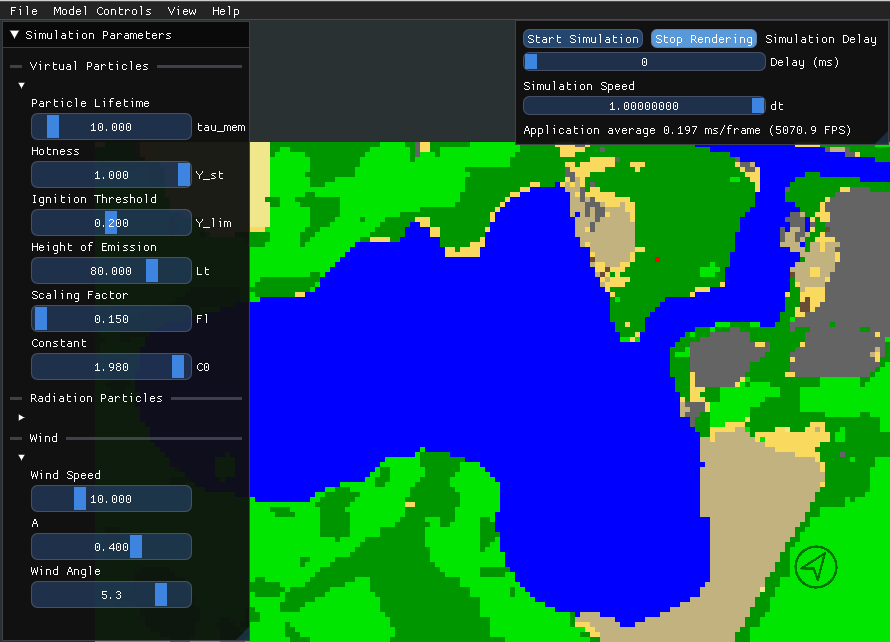 File Model Controls View Help
Simulation Parameters
Virtual Particles
Particle Lifetime
10.000 tau_mem
Hotness
1.000 Y_st
Ignition Threshold
0.200 Y_lim
Height of Emission
80.000 Lt
Scaling Factor
0.150 Fl
Constant
1.980 C0
Radiation Particles
Wind
Wind Speed
10.000
A
0.400
Wind Angle
5.3
Start Simulation Stop Rendering Simulation Delay
0 Delay (ms)
Simulation Speed
1.00000000 dt
Application average 0.197 ms/frame (5070.9 FPS)